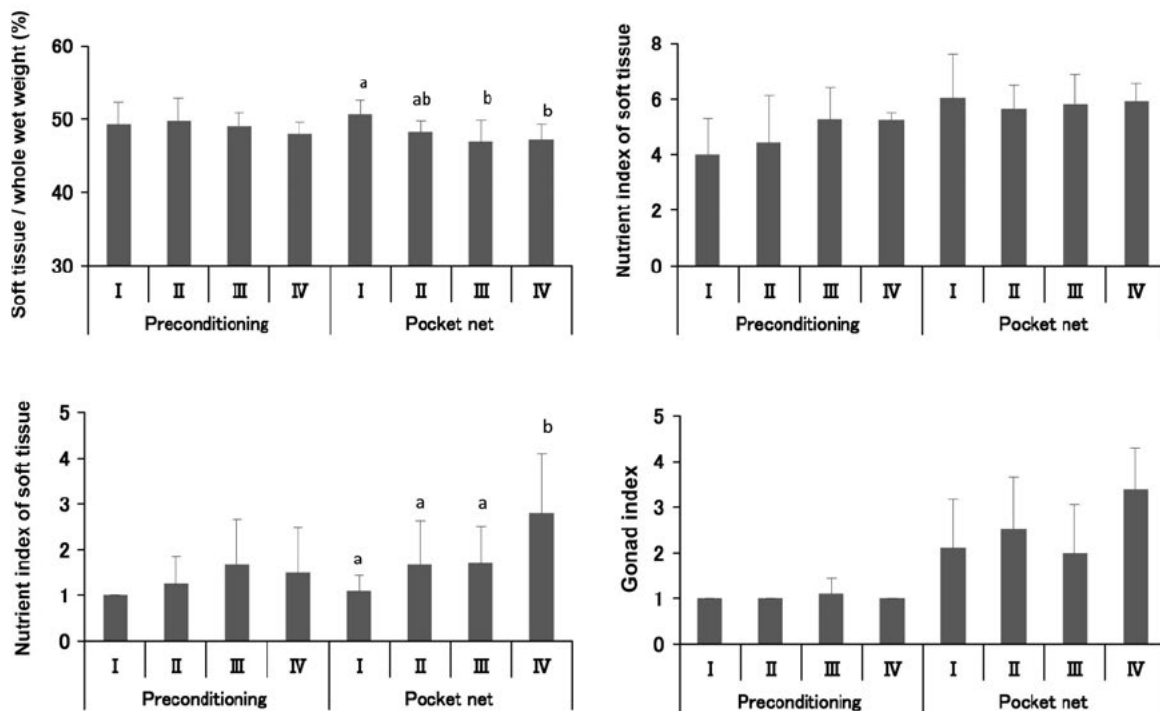 Soft tissue / whole wet weight (%)
60
50
40
30
a
ab
b
b
I II III IV I II III IV
Preconditioning Pocket net
Nutrient index of soft tissue
8
6
4
2
0
I II III IV I II III IV
Preconditioning Pocket net
Nutrient index of soft tissue
5
4
3
2
1
0
a
a
a
b
I II III IV I II III IV
Preconditioning Pocket net
Gonad index
5
4
3
2
1
0
I II III IV I II III IV
Preconditioning Pocket net